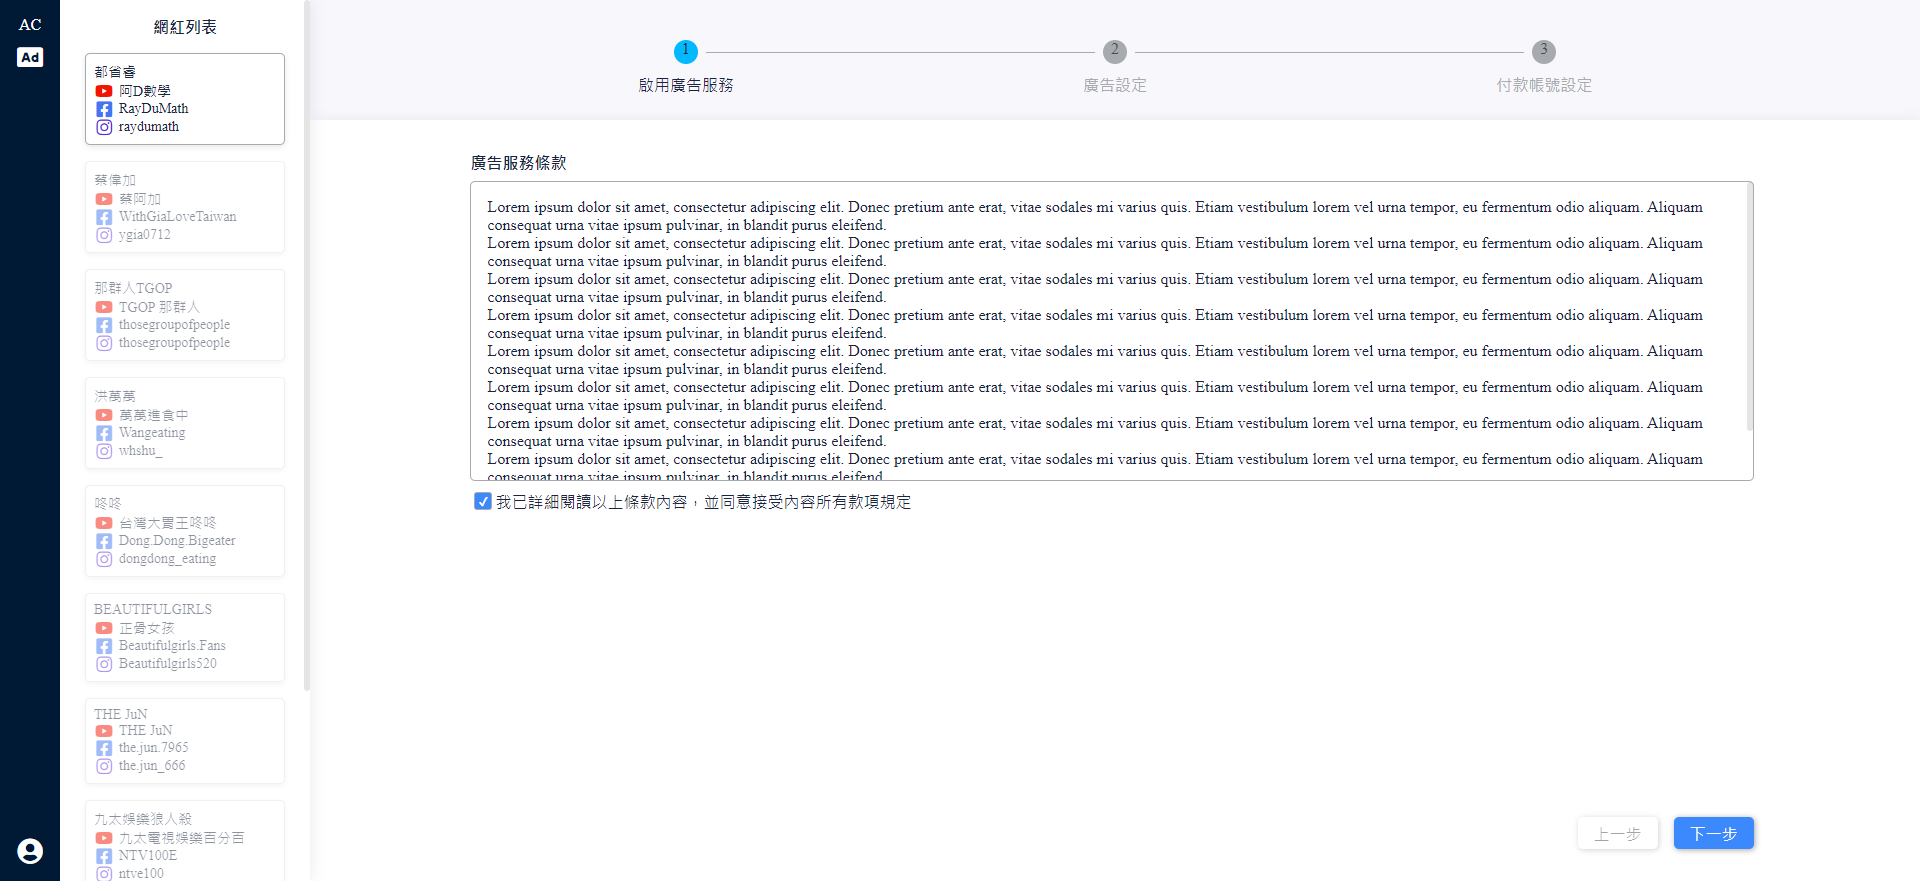 AC
Ad
網紅列表
都省睿
阿D數學
RayDuMath
raydumath
蔡偉加
蔡阿加
WithGiaLoveTaiwan
ygia0712
那群人TGOP
TGOP 那群人
thosegroupofpeople
thosegroupofpeople
洪萬萬
萬萬進食中
Wangeating
whshu_
咚咚
台灣大胃王咚咚
Dong.Dong.Bigeater
dongdong_eating
BEAUTIFULGIRLS
正骨女孩
Beautifulgirls.Fans
Beautifulgirls520
THE JuN
THE JuN
the.jun.7965
the.jun_666
九太娛樂狼人殺
九太電視娛樂百分百
NTV100E
ntve100
1
啟用廣告服務
2
廣告設定
3
付款帳號設定
廣告服務條款
Lorem ipsum dolor sit amet, consectetur adipiscing elit. Donec pretium ante erat, vitae sodales mi varius quis. Etiam vestibulum lorem vel urna tempor, eu fermentum odio aliquam. Aliquam
consequat urna vitae ipsum pulvinar, in blandit purus eleifend.
Lorem ipsum dolor sit amet, consectetur adipiscing elit. Donec pretium ante erat, vitae sodales mi varius quis. Etiam vestibulum lorem vel urna tempor, eu fermentum odio aliquam. Aliquam
consequat urna vitae ipsum pulvinar, in blandit purus eleifend.
Lorem ipsum dolor sit amet, consectetur adipiscing elit. Donec pretium ante erat, vitae sodales mi varius quis. Etiam vestibulum lorem vel urna tempor, eu fermentum odio aliquam. Aliquam
consequat urna vitae ipsum pulvinar, in blandit purus eleifend.
Lorem ipsum dolor sit amet, consectetur adipiscing elit. Donec pretium ante erat, vitae sodales mi varius quis. Etiam vestibulum lorem vel urna tempor, eu fermentum odio aliquam. Aliquam
consequat urna vitae ipsum pulvinar, in blandit purus eleifend.
Lorem ipsum dolor sit amet, consectetur adipiscing elit. Donec pretium ante erat, vitae sodales mi varius quis. Etiam vestibulum lorem vel urna tempor, eu fermentum odio aliquam. Aliquam
consequat urna vitae ipsum pulvinar, in blandit purus eleifend.
Lorem ipsum dolor sit amet, consectetur adipiscing elit. Donec pretium ante erat, vitae sodales mi varius quis. Etiam vestibulum lorem vel urna tempor, eu fermentum odio aliquam. Aliquam
consequat urna vitae ipsum pulvinar, in blandit purus eleifend.
Lorem ipsum dolor sit amet, consectetur adipiscing elit. Donec pretium ante erat, vitae sodales mi varius quis. Etiam vestibulum lorem vel urna tempor, eu fermentum odio aliquam. Aliquam
consequat urna vitae ipsum pulvinar, in blandit purus eleifend.
Lorem ipsum dolor sit amet, consectetur adipiscing elit. Donec pretium ante erat, vitae sodales mi varius quis. Etiam vestibulum lorem vel urna tempor, eu fermentum odio aliquam. Aliquam
consequat urna vitae ipsum pulvinar, in blandit purus eleifend.
我已詳細閱讀以上條款內容，並同意接受內容所有款項規定
上一步
下一步